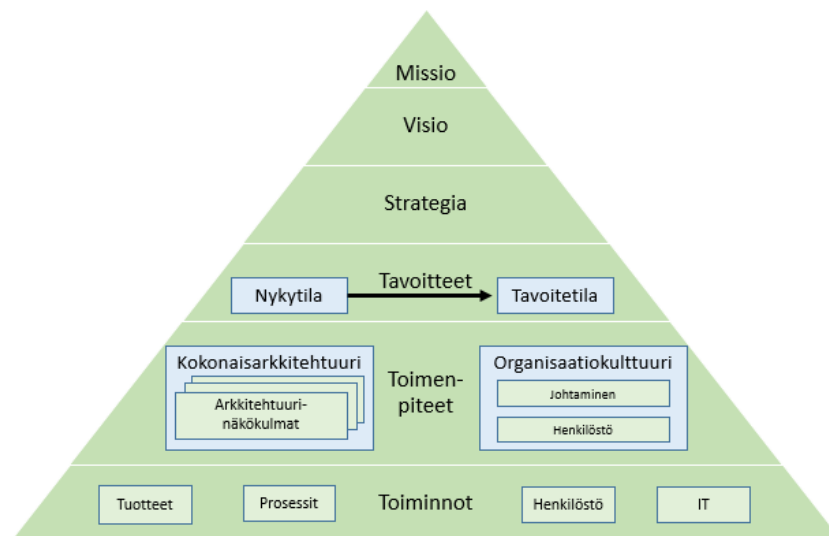 Missio
Visio
Strategia
Tavoitteet
Nykytila
Tavoitetila
Kokonaisarkkitehtuuri
Arkkitehtuuri-
näkökulmat
Toimen-
piteet
Organisaatiokulttuuri
Johtaminen
Henkilöstö
Tuotteet
Prosessit
Toiminnot
Henkilöstö
IT